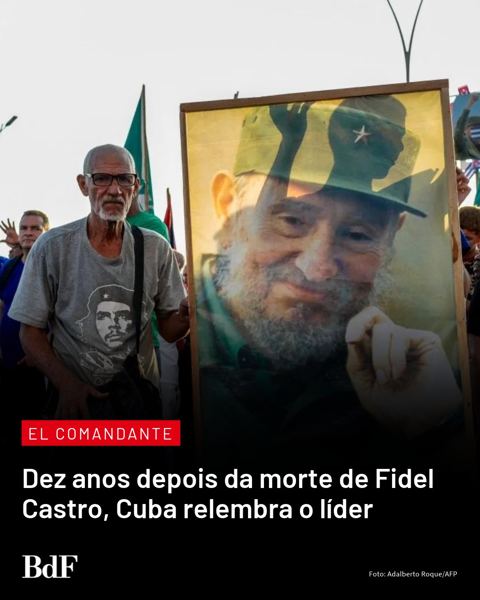 EL COMANDANTE
Dez anos depois da morte de Fidel
Castro, Cuba relembra o líder
BdF
Foto: Adalberto Roque/AFP